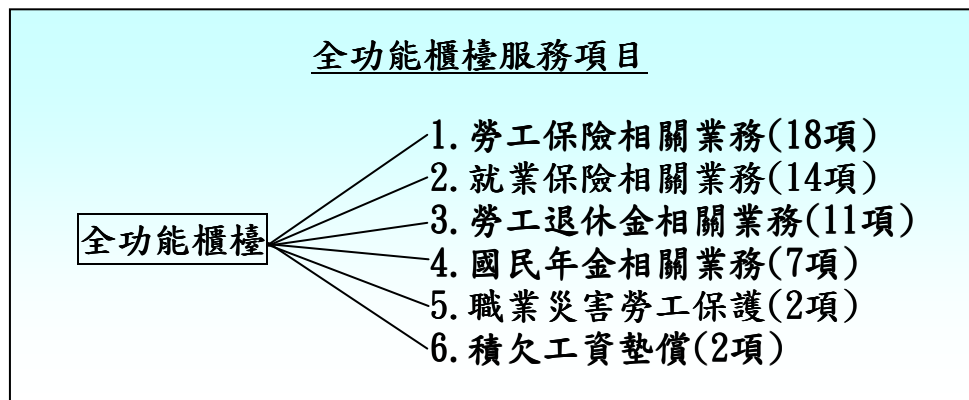 全功能櫃檯服務項目
全功能櫃檯
1.勞工保險相關業務(18項)
2.就業保險相關業務(14項)
3.勞工退休金相關業務(11項)
4.國民年金相關業務(7項)
5.職業災害勞工保護(2項)
6.積欠工資墊償(2項)